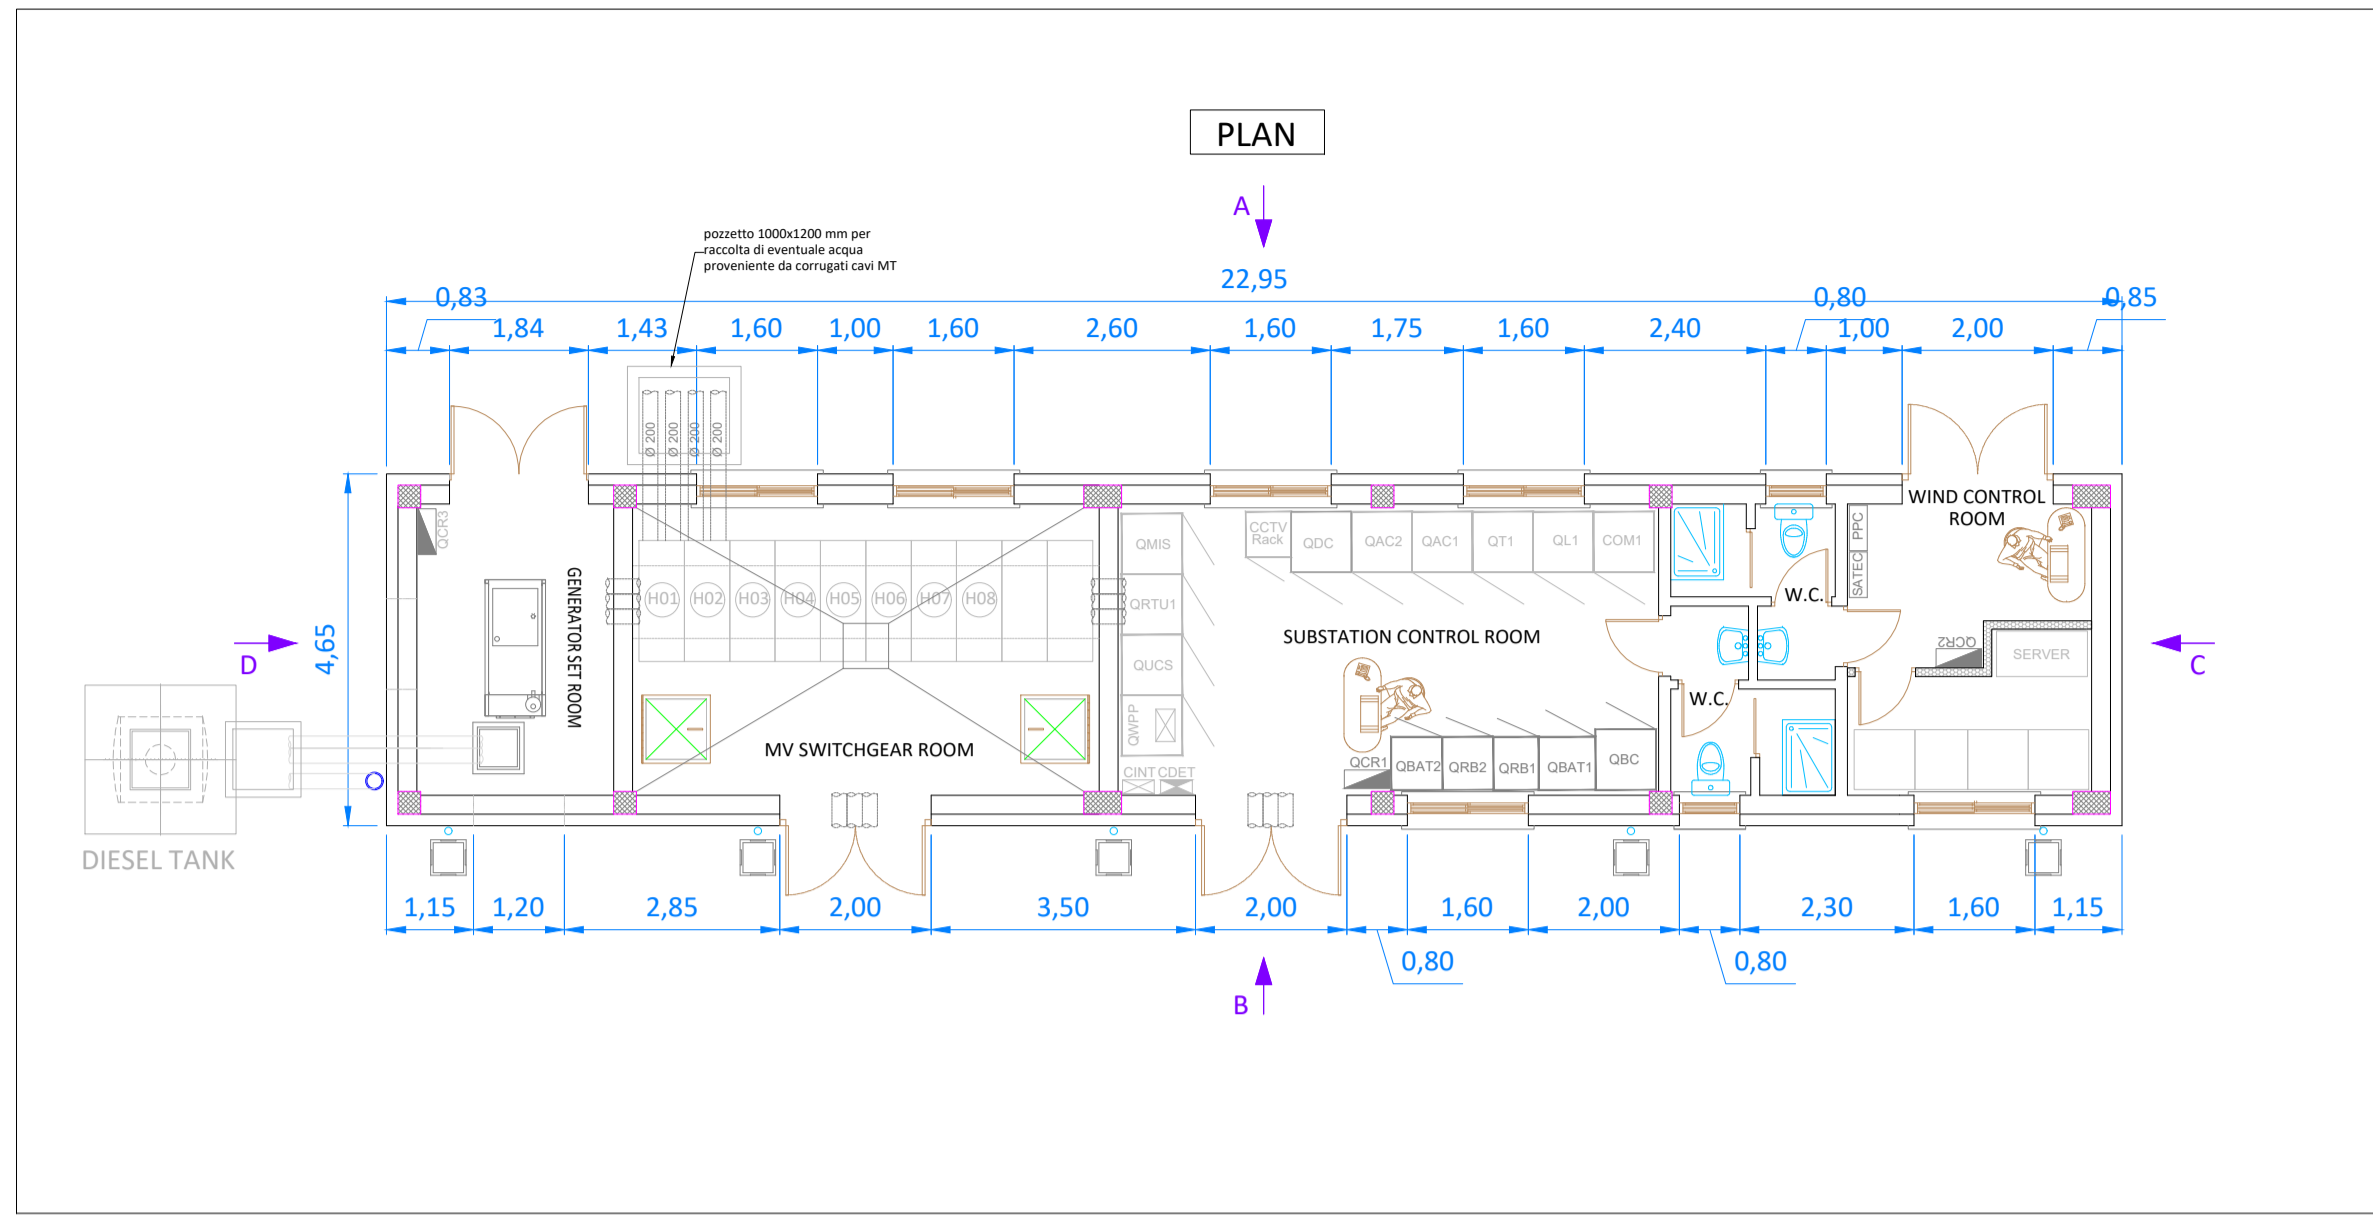 PLAN
A
pozzetto 1000x1200 mm per
raccolta di eventuale acqua
proveniente da corrugati cavi MT
22,95
0,83
0,80
0,85
1,84
1,43
1,60
1,00
1,60
2,60
1,60
1,75
1,60
2,40
1,00
2,00
Ø 200
Ø 200
Ø 200
Ø 200
QCR3
GENERATOR SET ROOM
H01
H02
H03
H04
H05
H06
H07
H08
MV SWITCHGEAR ROOM
QMIS
QRTU1
QUCS
QWPP
CINT
CDET
CCTV
Rack
QDC
QAC2
QAC1
QT1
QL1
COM1
SUBSTATION CONTROL ROOM
QCR1
QBAT2
QRB2
QRB1
QBAT1
QBC
W.C.
W.C.
PPC
SATEC
WIND CONTROL
ROOM
QCR2
SERVER
4,65
D
C
DIESEL TANK
1,15
1,20
2,85
2,00
3,50
2,00
1,60
2,00
2,30
1,60
1,15
0,80
0,80
B